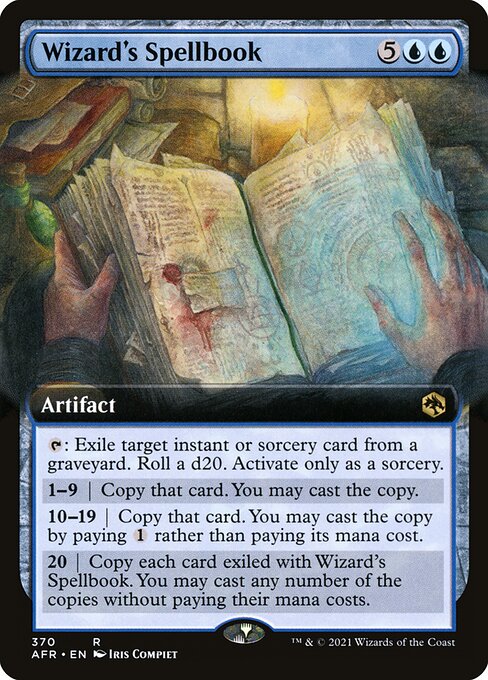 Wizard's Spellbook 5
Artifact
: Exile target instant or sorcery card from a
graveyard. Roll a d20. Activate only as a sorcery.
1–9 | Copy that card. You may cast the copy.
10–19 | Copy that card. You may cast the copy
by paying 1 rather than paying its mana cost.
20 | Copy each card exiled with Wizard's
Spellbook. You may cast any number of the
copies without paying their mana costs.
370 R
AFR • EN Iris Compiet
™ & © 2021 Wizards of the Coast